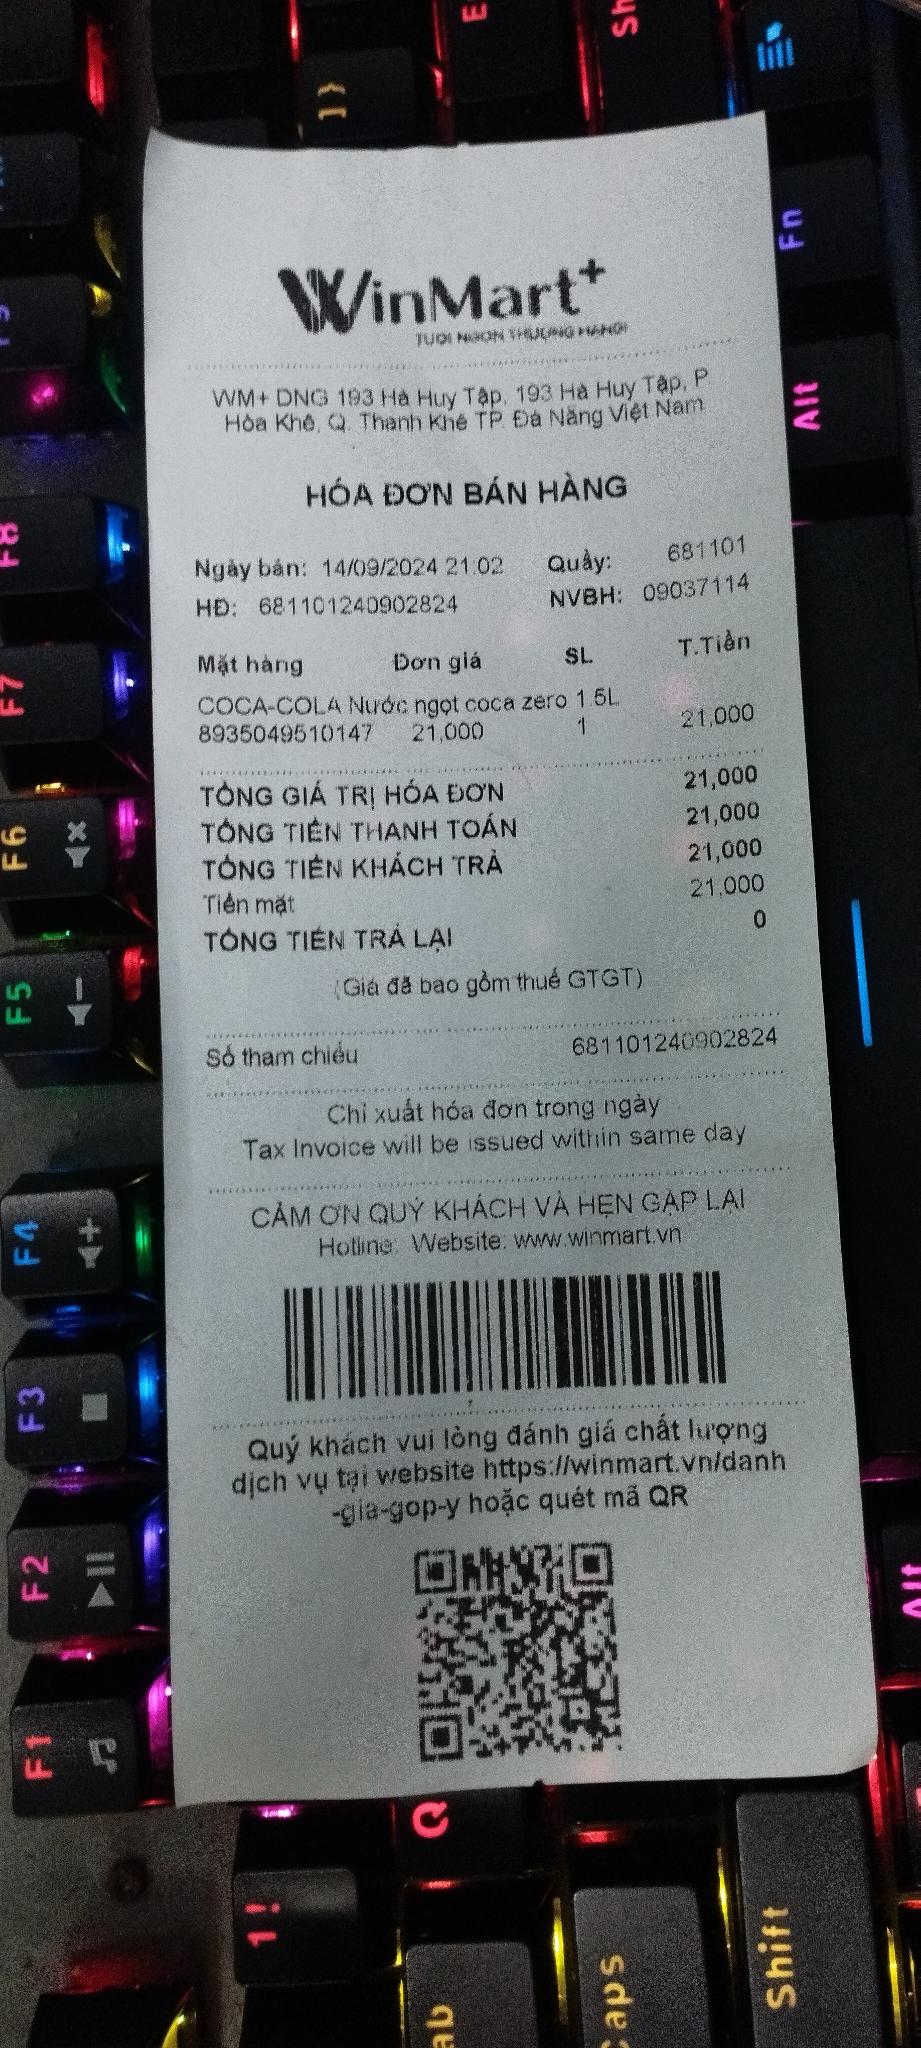 WinMart+
TƯƠI NGON THƯỢNG HẠNG!
WM+ DNG 193 Hà Huy Tập, 193 Hà Huy Tập, P
Hòa Khê, Q. Thanh Khê TP. Đà Nẵng Việt Nam
HÓA ĐƠN BÁN HÀNG
Ngày bán: 14/09/2024 21:02 Quầy: 681101
HĐ: 681101240902824 NVBH: 09037114
Mặt hàng Đơn giá SL T.Tiền
COCA-COLA Nước ngọt coca zero 1.5L
8935049510147 21,000 1 21,000
TỔNG GIÁ TRỊ HÓA ĐƠN 21,000
TỔNG TIỀN THANH TOÁN 21,000
TỔNG TIỀN KHÁCH TRẢ 21,000
Tiền mặt 21,000
TỔNG TIỀN TRẢ LẠI 0
(Giá đã bao gồm thuế GTGT)
Số tham chiếu 681101240902824
Chỉ xuất hóa đơn trong ngày
Tax Invoice will be issued within same day
CẢM ƠN QUÝ KHÁCH VÀ HẸN GẶP LẠI
Hotline: Website: www.winmart.vn
Quý khách vui lòng đánh giá chất lượng
dịch vụ tại website https://winmart.vn/danh
-gia-gop-y hoặc quét mã QR
F8
F7
F6
F5
F4
F3
F2
F1
] }
E
Sh
Fn
Alt
Alt
Q
1 !
ab
Caps
Shift